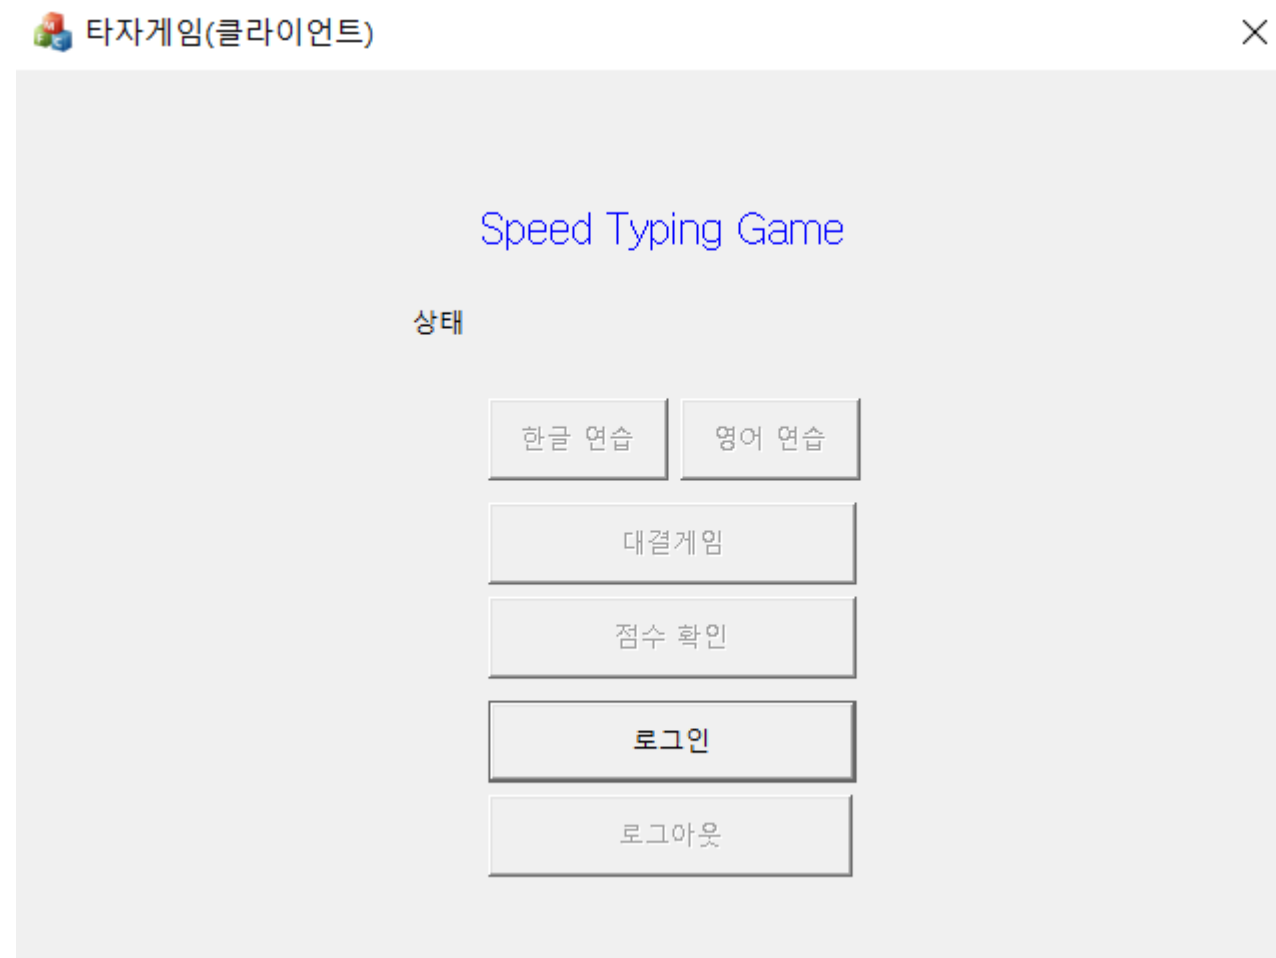 타자게임(클라이언트)
Speed Typing Game
상태
한글 연습 영어 연습
대결게임
점수 확인
로그인
로그아웃